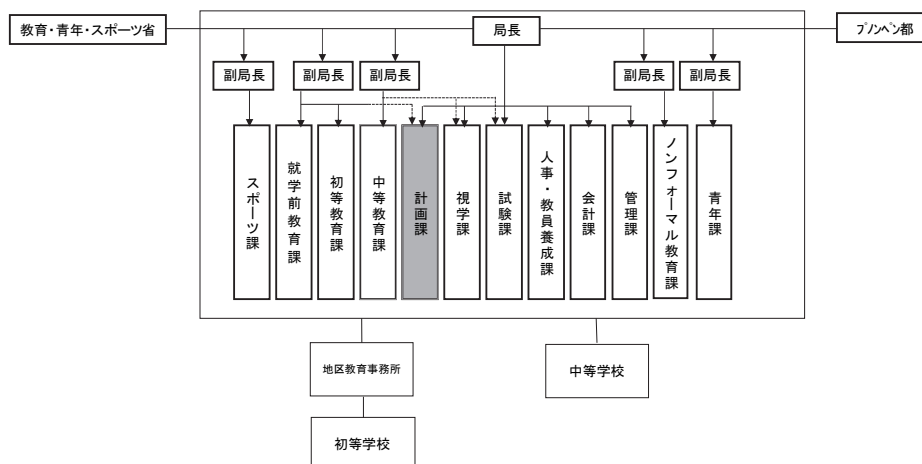 教育・青年・スポーツ省
局長
プノンペン都
副局長
副局長
副局長
副局長
副局長
スポーツ課
就学前教育課
初等教育課
中等教育課
計画課
視学課
試験課
人事・教員養成課
会計課
管理課
ノンフォーマル教育課
青年課
地区教育事務所
中等学校
初等学校